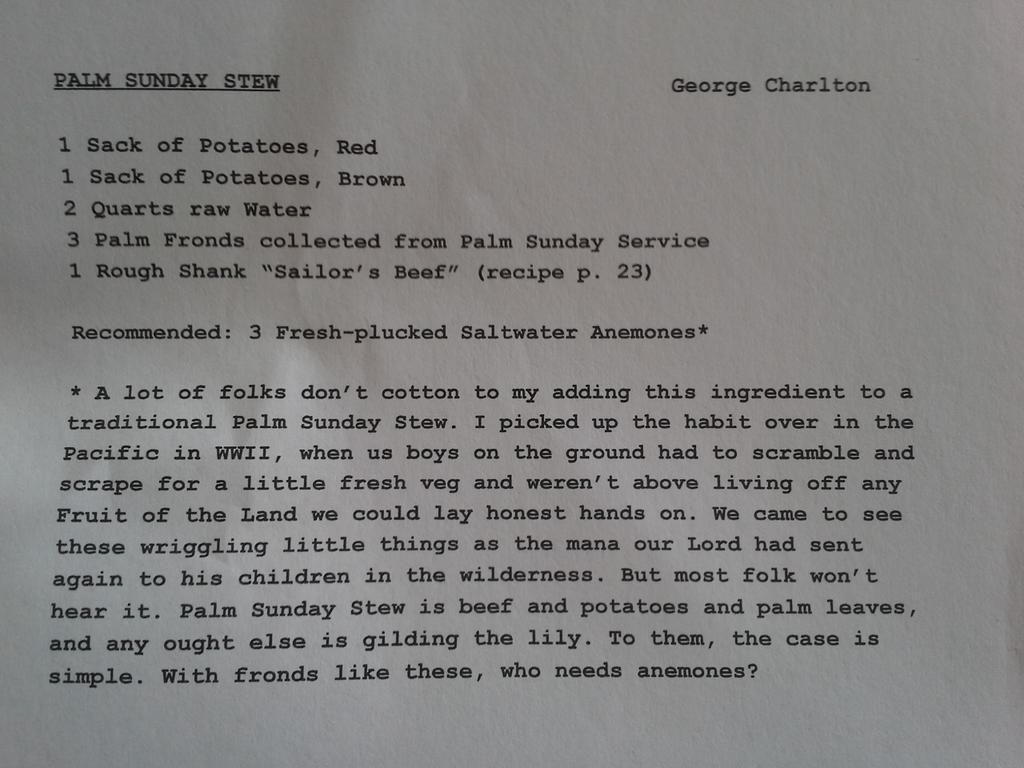 PALM SUNDAY STEW George Charlton
1 Sack of Potatoes, Red
1 Sack of Potatoes, Brown
2 Quarts raw Water
3 Palm Fronds collected from Palm Sunday Service
1 Rough Shank “Sailor’s Beef” (recipe p. 23)
Recommended: 3 Fresh-plucked Saltwater Anemones*
* A lot of folks don’t cotton to my adding this ingredient to a
traditional Palm Sunday Stew. I picked up the habit over in the
Pacific in WWII, when us boys on the ground had to scramble and
scrape for a little fresh veg and weren’t above living off any
Fruit of the Land we could lay honest hands on. We came to see
these wriggling little things as the mana our Lord had sent
again to his children in the wilderness. But most folk won’t
hear it. Palm Sunday Stew is beef and potatoes and palm leaves,
and any ought else is gilding the lily. To them, the case is
simple. With fronds like these, who needs anemones?